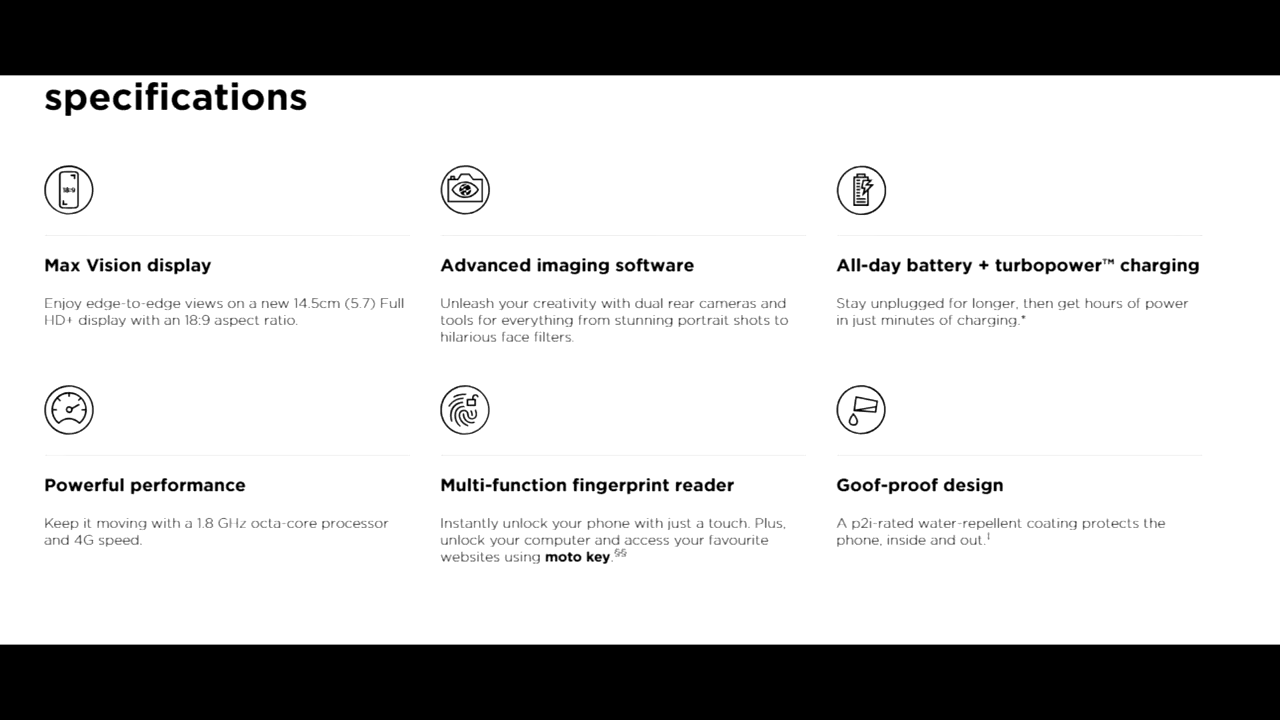 specifications
18:9
Max Vision display
Enjoy edge-to-edge views on a new 14.5cm (5.7) Full
HD+ display with an 18:9 aspect ratio.
Advanced imaging software
Unleash your creativity with dual rear cameras and
tools for everything from stunning portrait shots to
hilarious face filters.
All-day battery + turbopower™ charging
Stay unplugged for longer, then get hours of power
in just minutes of charging.*
Powerful performance
Keep it moving with a 1.8 GHz octa-core processor
and 4G speed.
Multi-function fingerprint reader
Instantly unlock your phone with just a touch. Plus,
unlock your computer and access your favourite
websites using moto key.§§
Goof-proof design
A p2i-rated water-repellent coating protects the
phone, inside and out.‡